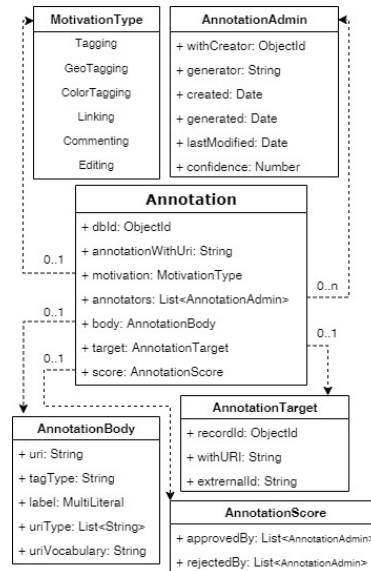 MotivationType
Tagging
GeoTagging
ColorTagging
Linking
Commenting
Editing
AnnotationAdmin
+ withCreator: ObjectId
+ generator: String
+ created: Date
+ generated: Date
+ lastModified: Date
+ confidence: Number
Annotation
+ dbId: ObjectId
+ annotationWithUri: String
+ motivation: MotivationType
+ annotators: List<AnnotationAdmin>
+ body: AnnotationBody
+ target: AnnotationTarget
+ score: AnnotationScore
0..1
0..n
0..1
0..1
0..1
AnnotationBody
+ uri: String
+ tagType: String
+ label: MultiLiteral
+ uriType: List<String>
+ uriVocabulary: String
AnnotationTarget
+ recordId: ObjectId
+ withURI: String
+ extrernalId: String
AnnotationScore
+ approvedBy: List<AnnotationAdmin>
+ rejectedBy: List<AnnotationAdmin>